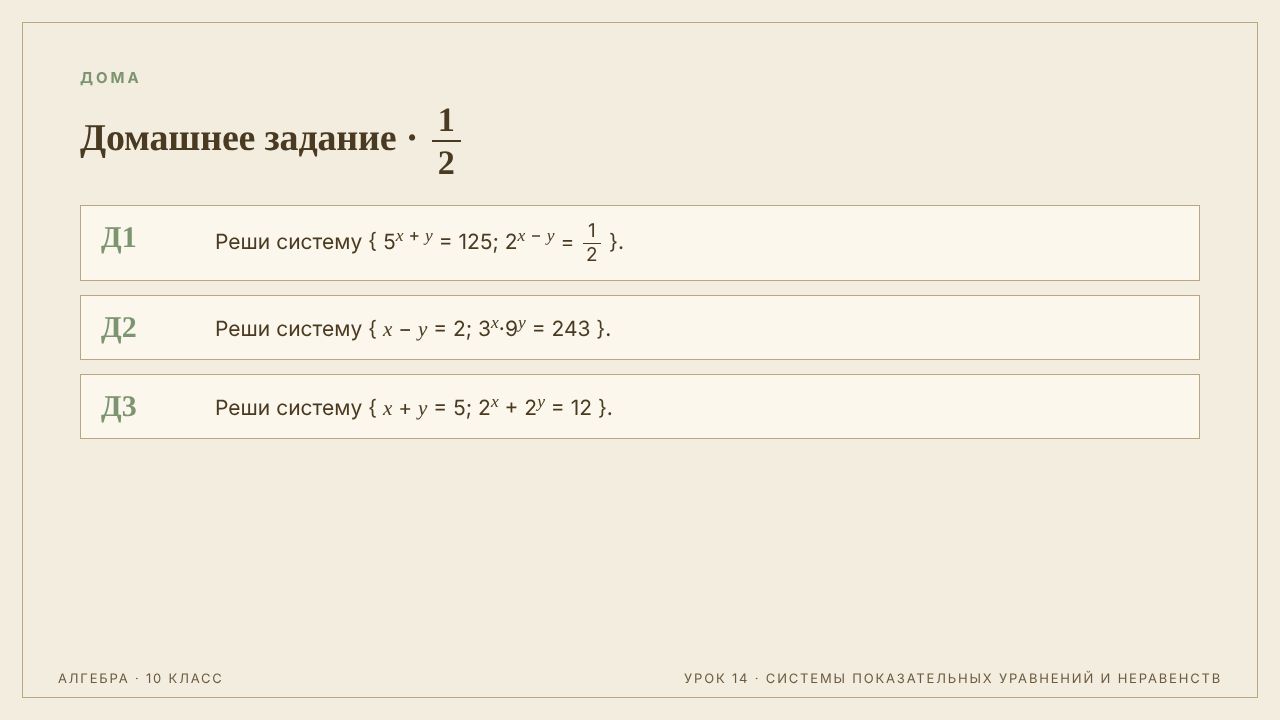 ДОМА
Домашнее задание · 1/2
Д1 Реши систему { 5^{x + y} = 125; 2^{x − y} = 1/2 }.
Д2 Реши систему { x − y = 2; 3^x·9^y = 243 }.
Д3 Реши систему { x + y = 5; 2^x + 2^y = 12 }.
АЛГЕБРА · 10 КЛАСС
УРОК 14 · СИСТЕМЫ ПОКАЗАТЕЛЬНЫХ УРАВНЕНИЙ И НЕРАВЕНСТВ